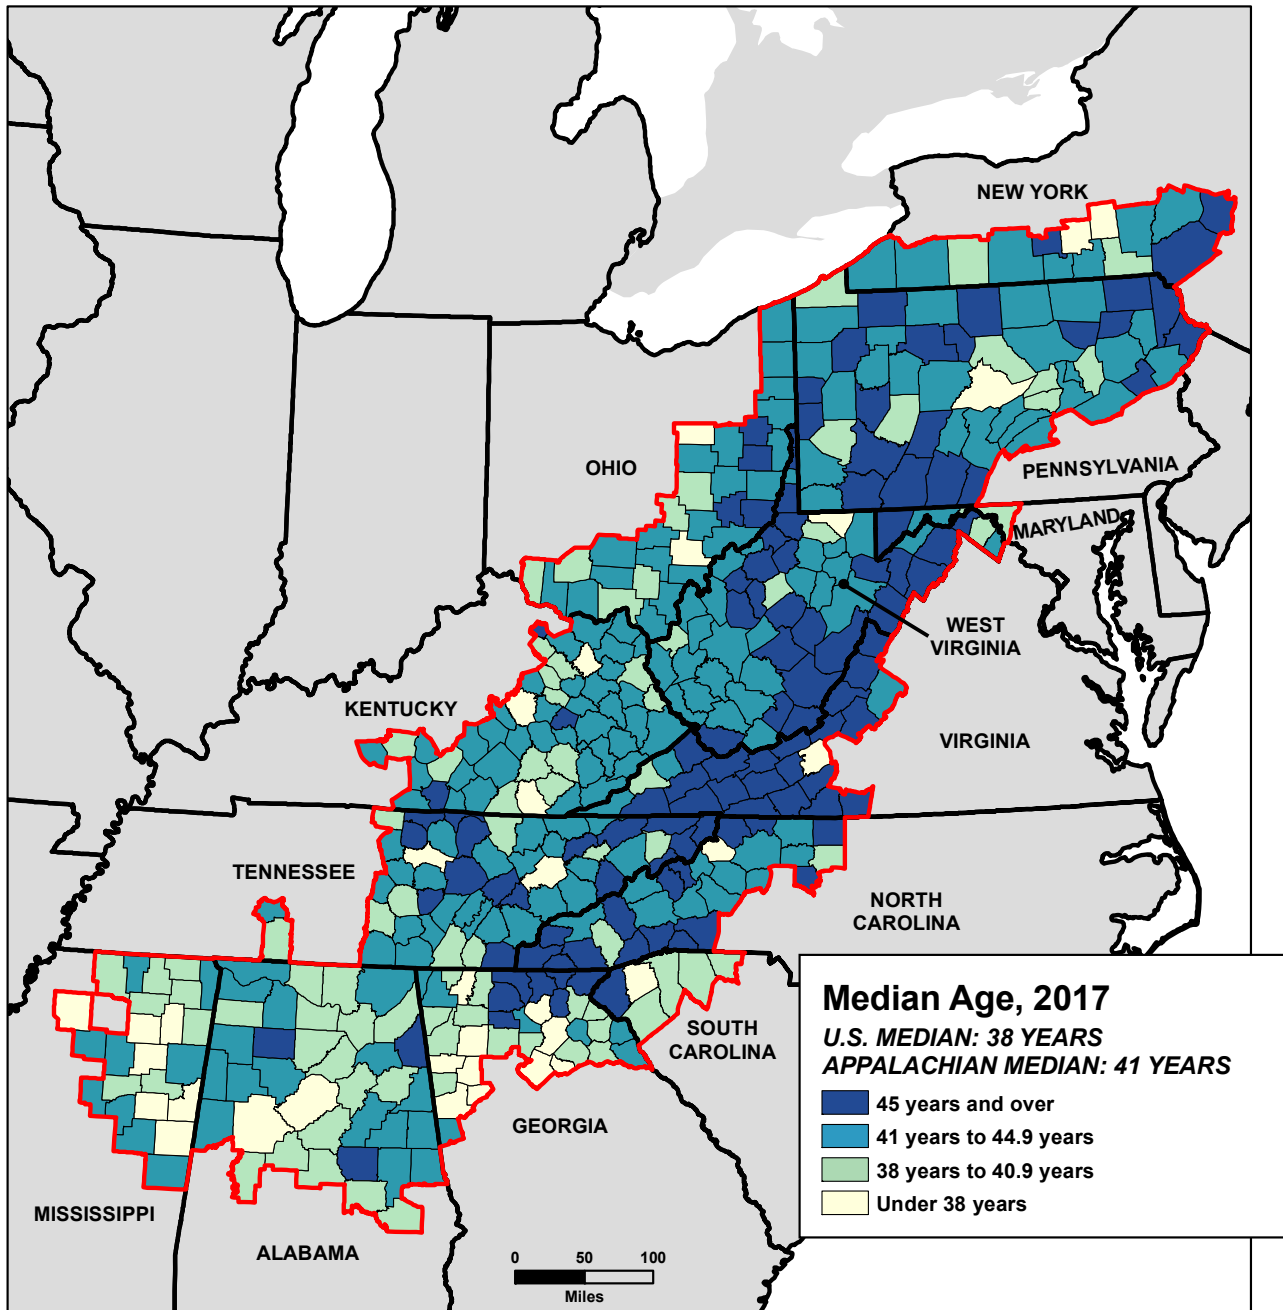 NEW YORK
OHIO
PENNSYLVANIA
MARYLAND
WEST
VIRGINIA
KENTUCKY
VIRGINIA
TENNESSEE
NORTH
CAROLINA
SOUTH
CAROLINA
GEORGIA
MISSISSIPPI
ALABAMA
Median Age, 2017
U.S. MEDIAN: 38 YEARS
APPALACHIAN MEDIAN: 41 YEARS
45 years and over
41 years to 44.9 years
38 years to 40.9 years
Under 38 years
0 50 100
Miles